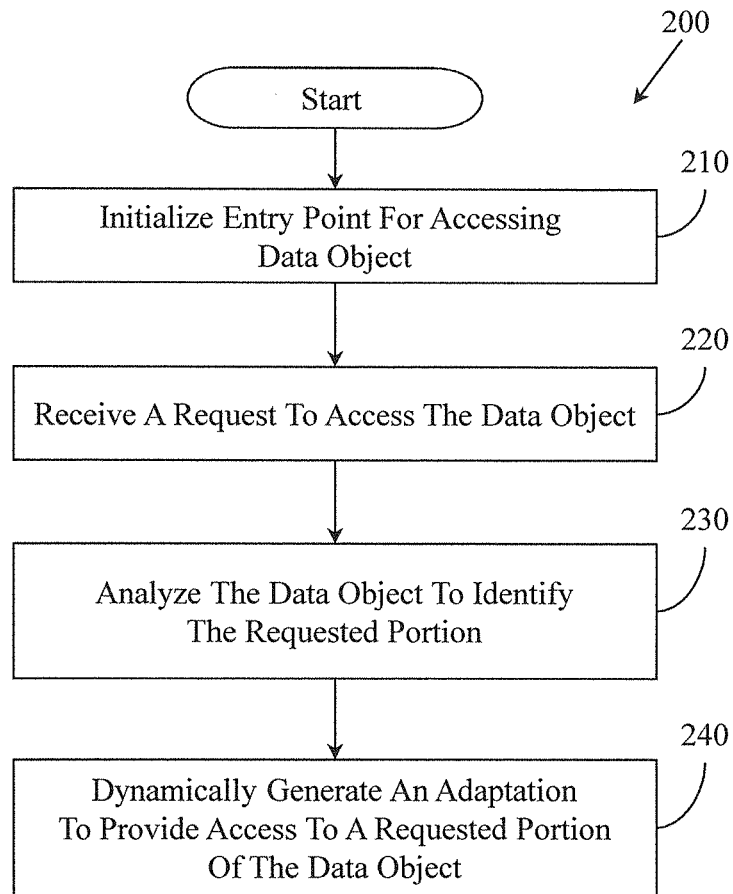 200
Start
210
Initialize Entry Point For Accessing
Data Object
220
Receive A Request To Access The Data Object
230
Analyze The Data Object To Identify
The Requested Portion
240
Dynamically Generate An Adaptation
To Provide Access To A Requested Portion
Of The Data Object